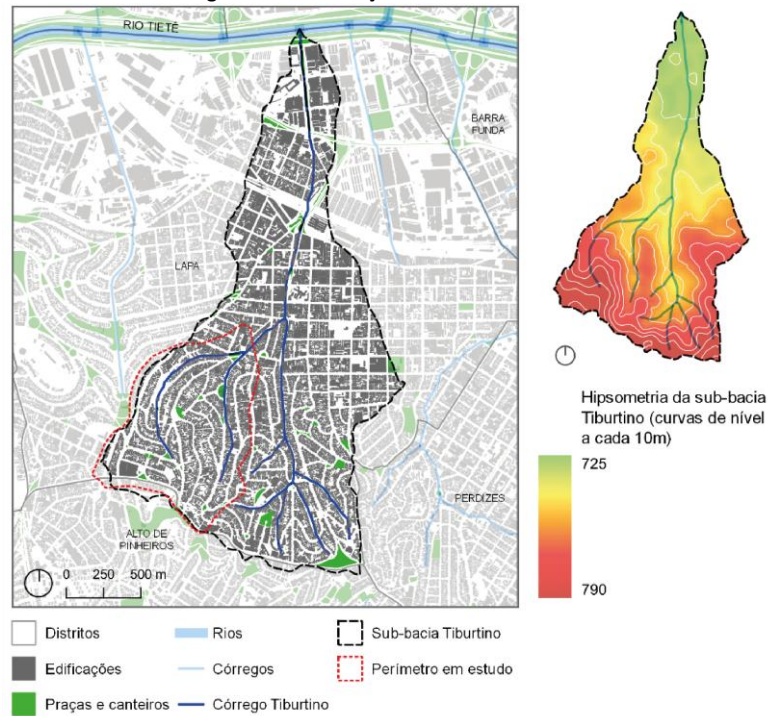 RIO TIETÊ
BARRA
FUNDA
LAPA
PERDIZES
ALTO DE
PINHEIROS
0 250 500 m
Hipsometria da sub-bacia
Tiburtino (curvas de nível
a cada 10m)
725
790
Distritos
Rios
Sub-bacia Tiburtino
Edificações
Córregos
Perímetro em estudo
Praças e canteiros
Córrego Tiburtino